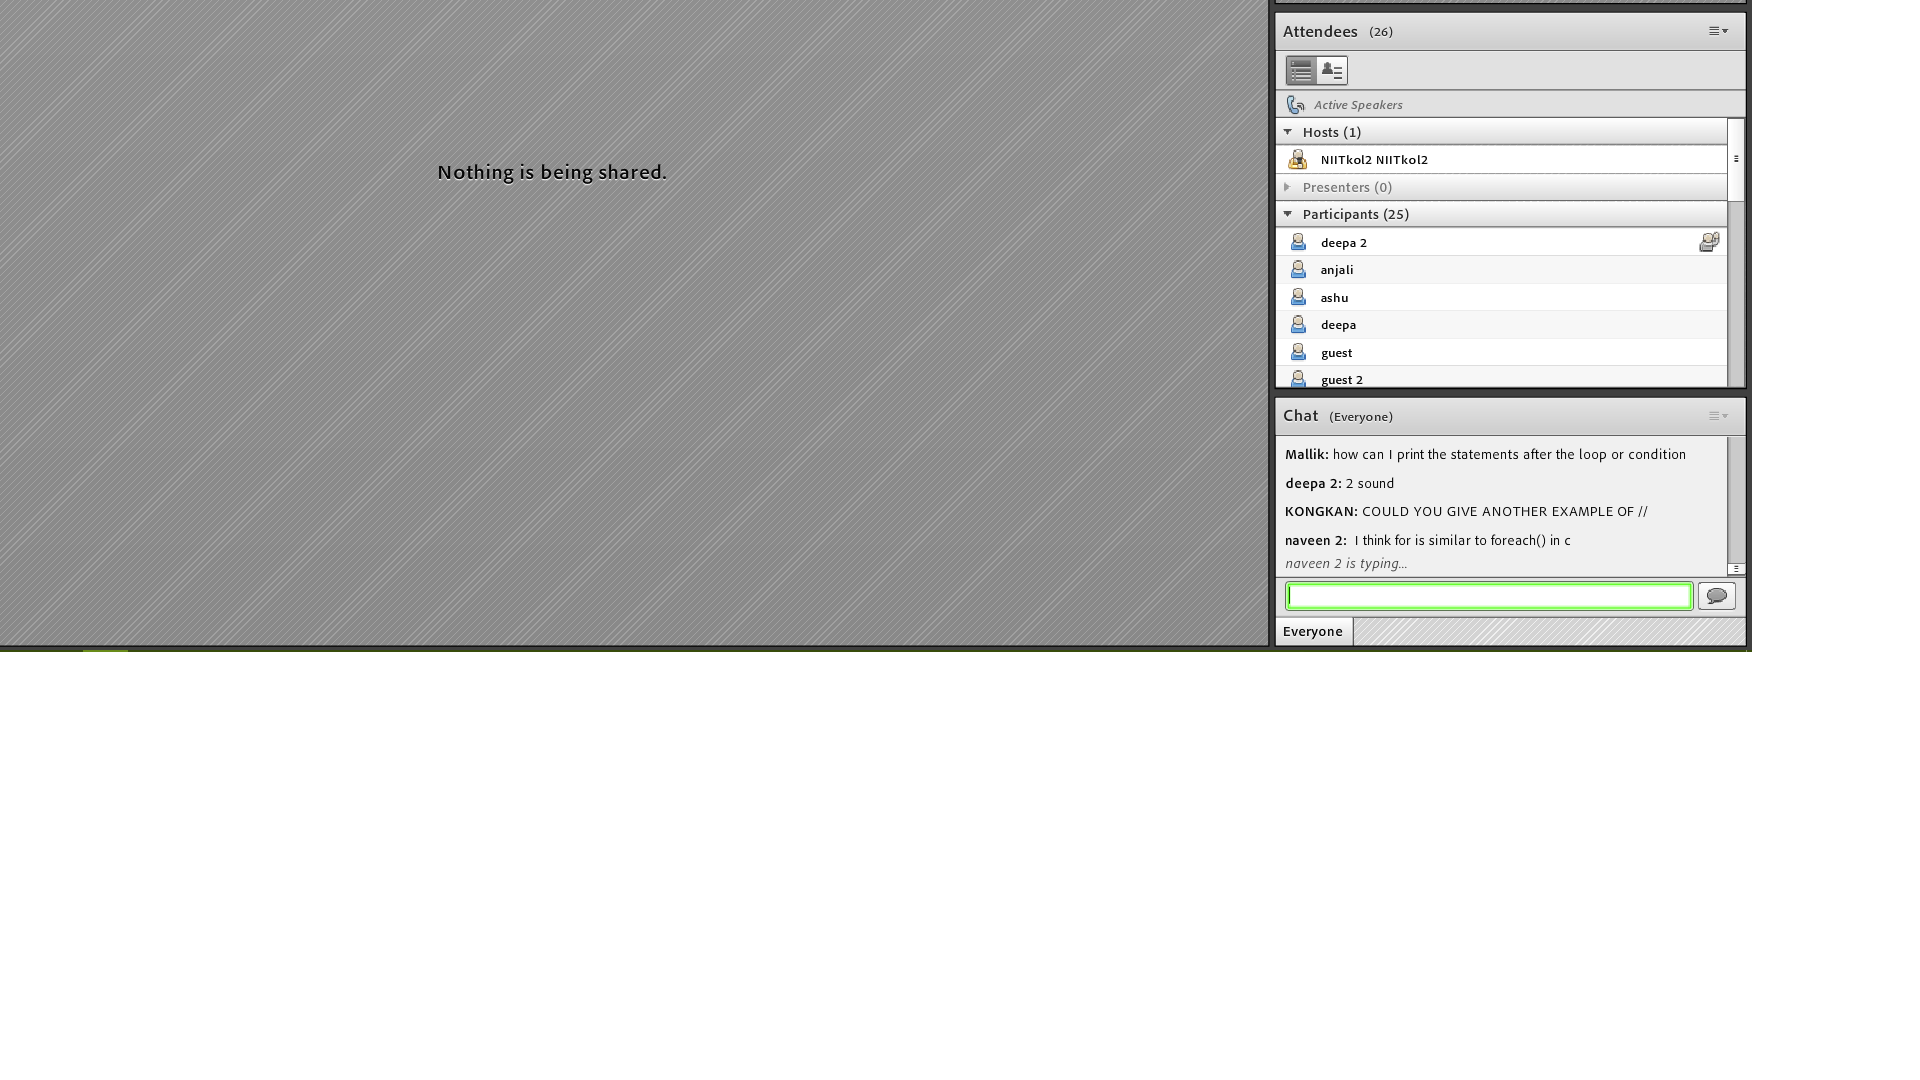 Nothing is being shared.
Attendees (26)
Active Speakers
Hosts (1)
NIITkol2 NIITkol2
Presenters (0)
Participants (25)
deepa 2
anjali
ashu
deepa
guest
guest 2
Chat (Everyone)
Mallik: how can I print the statements after the loop or condition
deepa 2: 2 sound
KONGKAN: COULD YOU GIVE ANOTHER EXAMPLE OF //
naveen 2: I think for is similar to foreach() in c
naveen 2 is typing...
Everyone